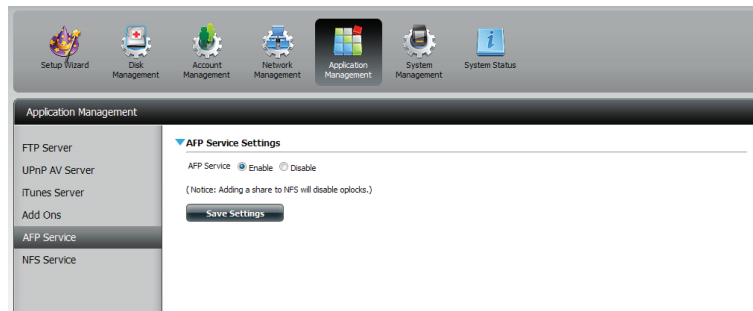 Setup Wizard
Disk
Management
Account
Management
Network
Management
Application
Management
System
Management
System Status
Application Management
FTP Server
UPnP AV Server
iTunes Server
Add Ons
AFP Service
NFS Service
AFP Service Settings
AFP Service Enable Disable
(Notice: Adding a share to NFS will disable oplocks.)
Save Settings